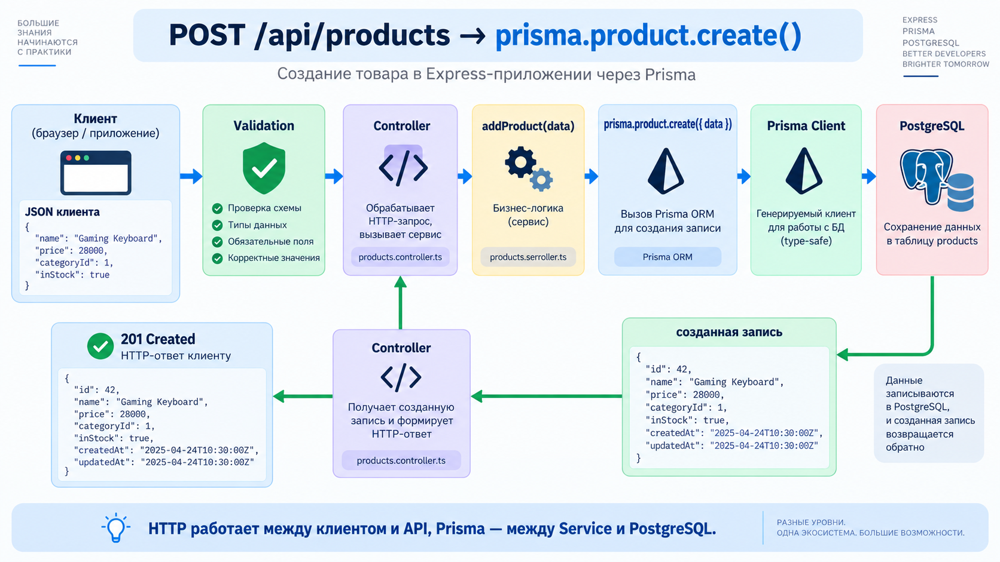 БОЛЬШИЕ
ЗНАНИЯ
НАЧИНАЮТСЯ
С ПРАКТИКИ
POST /api/products → prisma.product.create()
Создание товара в Express-приложении через Prisma
EXPRESS
PRISMA
POSTGRESQL
BETTER DEVELOPERS
BRIGHTER TOMORROW
Клиент
(браузер / приложение)
JSON клиента
{
"name": "Gaming Keyboard",
"price": 28000,
"categoryId": 1,
"inStock": true
}
Validation
Проверка схемы
Типы данных
Обязательные поля
Корректные значения
Controller
</>
Обрабатывает
HTTP-запрос,
вызывает сервис
products.controller.ts
addProduct(data)
Бизнес-логика
(сервис)
products.serroller.ts
prisma.product.create({ data })
Вызов Prisma ORM
для создания записи
Prisma ORM
Prisma Client
Генерируемый клиент
для работы с БД
(type-safe)
PostgreSQL
Сохранение данных
в таблицу products
201 Created
HTTP-ответ клиенту
{
"id": 42,
"name": "Gaming Keyboard",
"price": 28000,
"categoryId": 1,
"inStock": true,
"createdAt": "2025-04-24T10:30:00Z",
"updatedAt": "2025-04-24T10:30:00Z"
}
Controller
</>
Получает созданную
запись и формирует
HTTP-ответ
products.controller.ts
созданная запись
{
"id": 42,
"name": "Gaming Keyboard",
"price": 28000,
"categoryId": 1,
"inStock": true,
"createdAt": "2025-04-24T10:30:00Z",
"updatedAt": "2025-04-24T10:30:00Z"
}
Данные
записываются
в PostgreSQL,
и созданная запись
возвращается
обратно
HTTP работает между клиентом и API, Prisma — между Service и PostgreSQL.
РАЗНЫЕ УРОВНИ.
ОДНА ЭКОСИСТЕМА. БОЛЬШИЕ ВОЗМОЖНОСТИ.